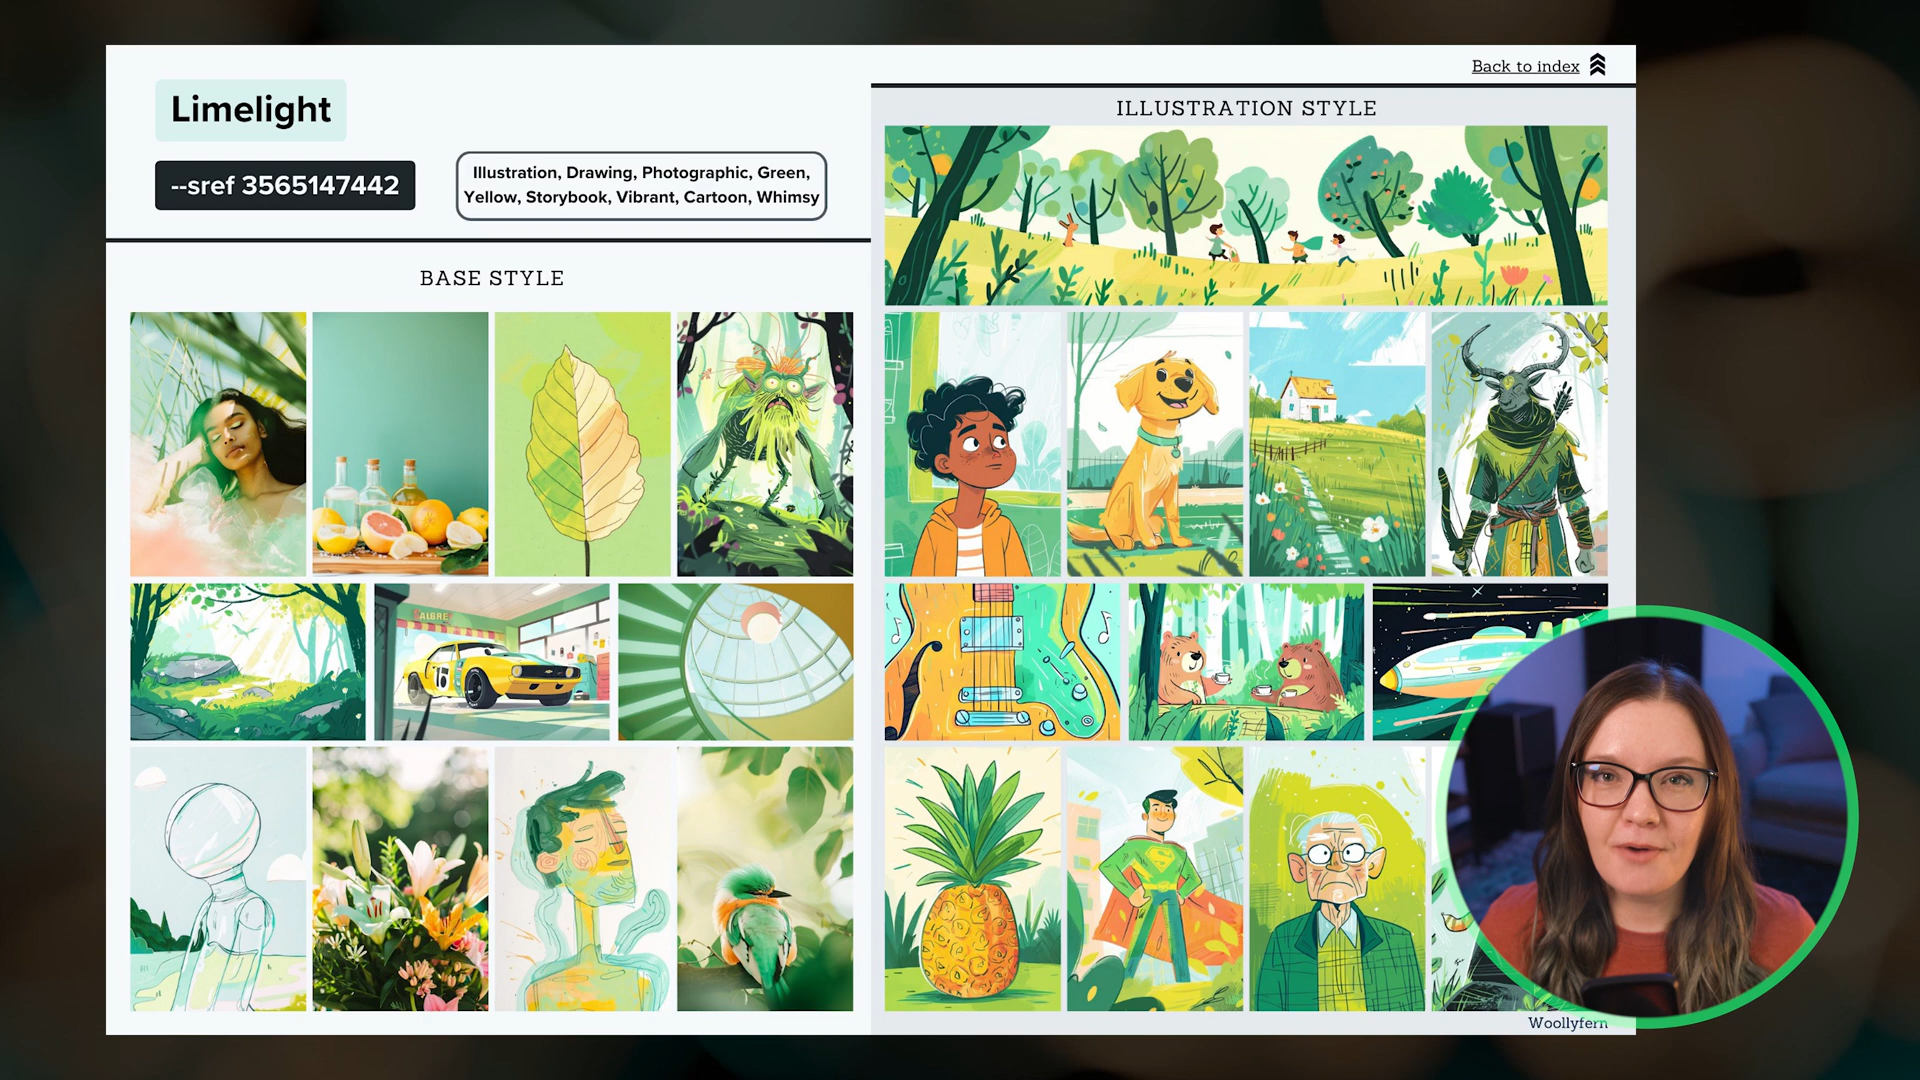 Back to index
Limelight
--sref 3565147442
Illustration, Drawing, Photographic, Green,
Yellow, Storybook, Vibrant, Cartoon, Whimsy
BASE STYLE
ILLUSTRATION STYLE
Woollyfern